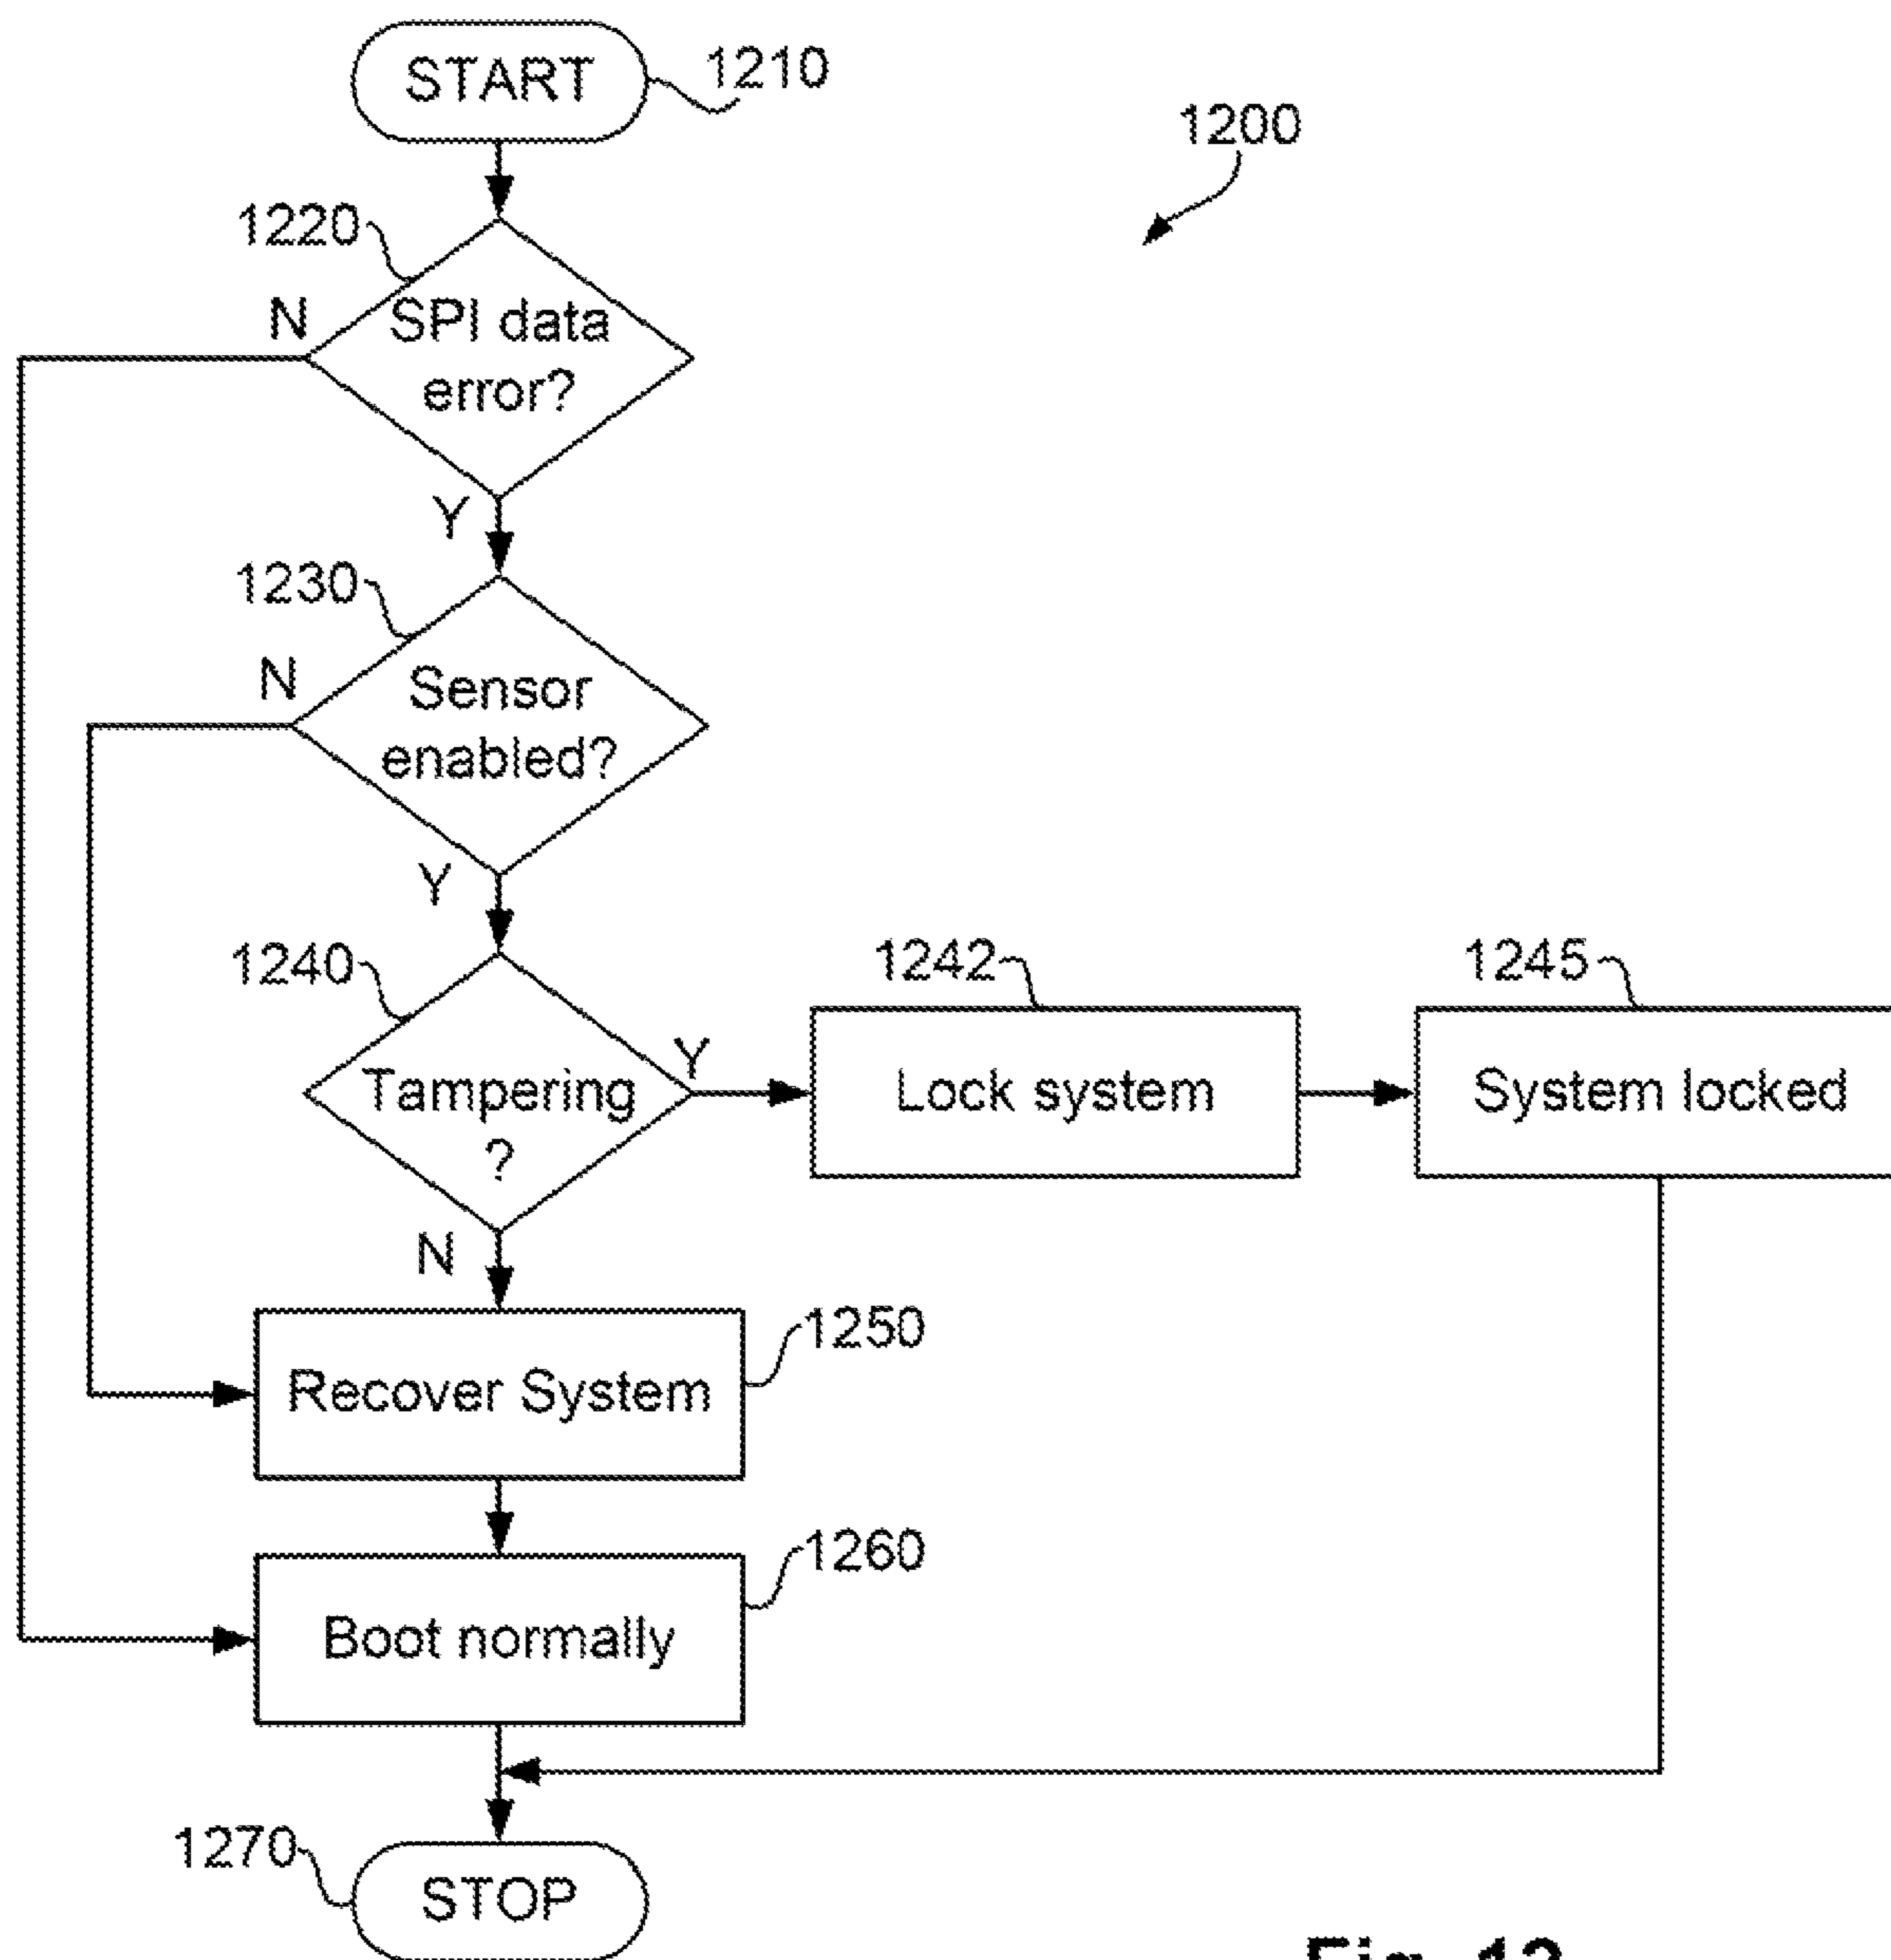 START
1210
1200
1220
N
SPI data
error?
Y
1230
N
Sensor
enabled?
Y
1240
1242
1245
Y
Tampering
?
Lock system
System locked
N
1250
Recover System
1260
Boot normally
1270
STOP